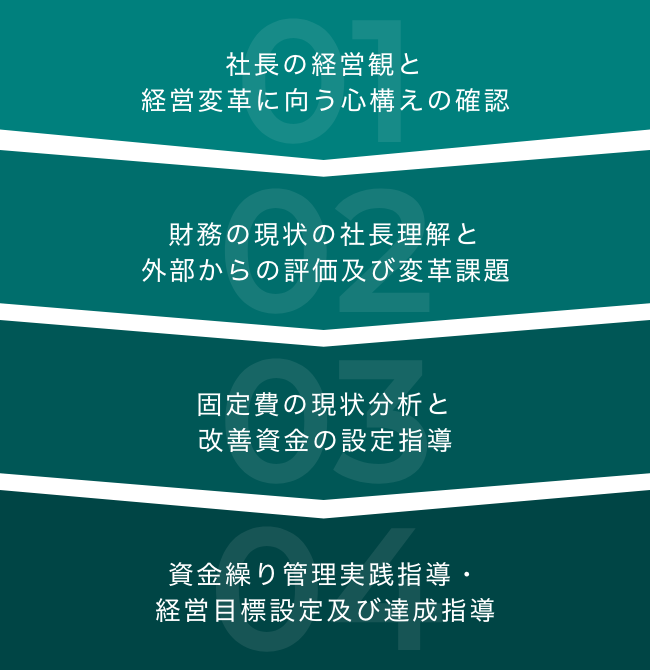 01
社長の経営観と
経営変革に向う心構えの確認
02
財務の現状の社長理解と
外部からの評価及び変革課題
03
固定費の現状分析と
改善資金の設定指導
04
資金繰り管理実践指導・
経営目標設定及び達成指導